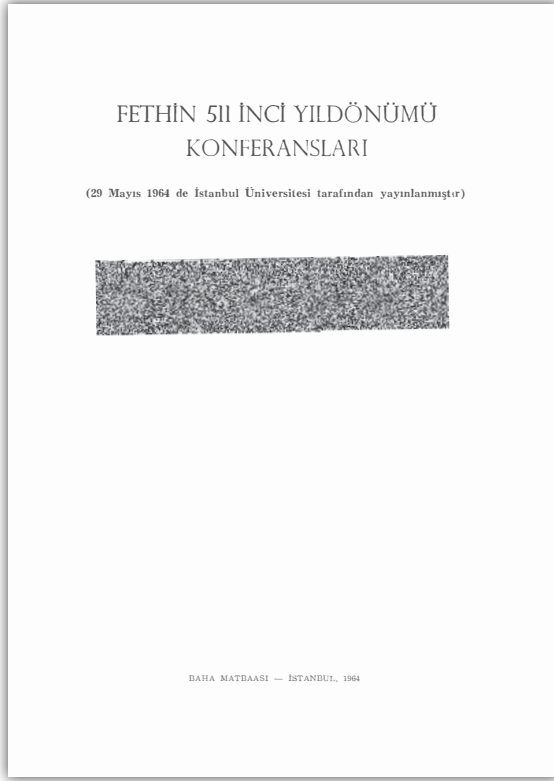 FETHİN 511 İNCİ YILDÖNÜMÜ
KONFERANSLARI
(29 Mayıs 1964 de İstanbul Üniversitesi tarafından yayınlanmıştır)
BAHA MATBAASI — İSTANBUL, 1964